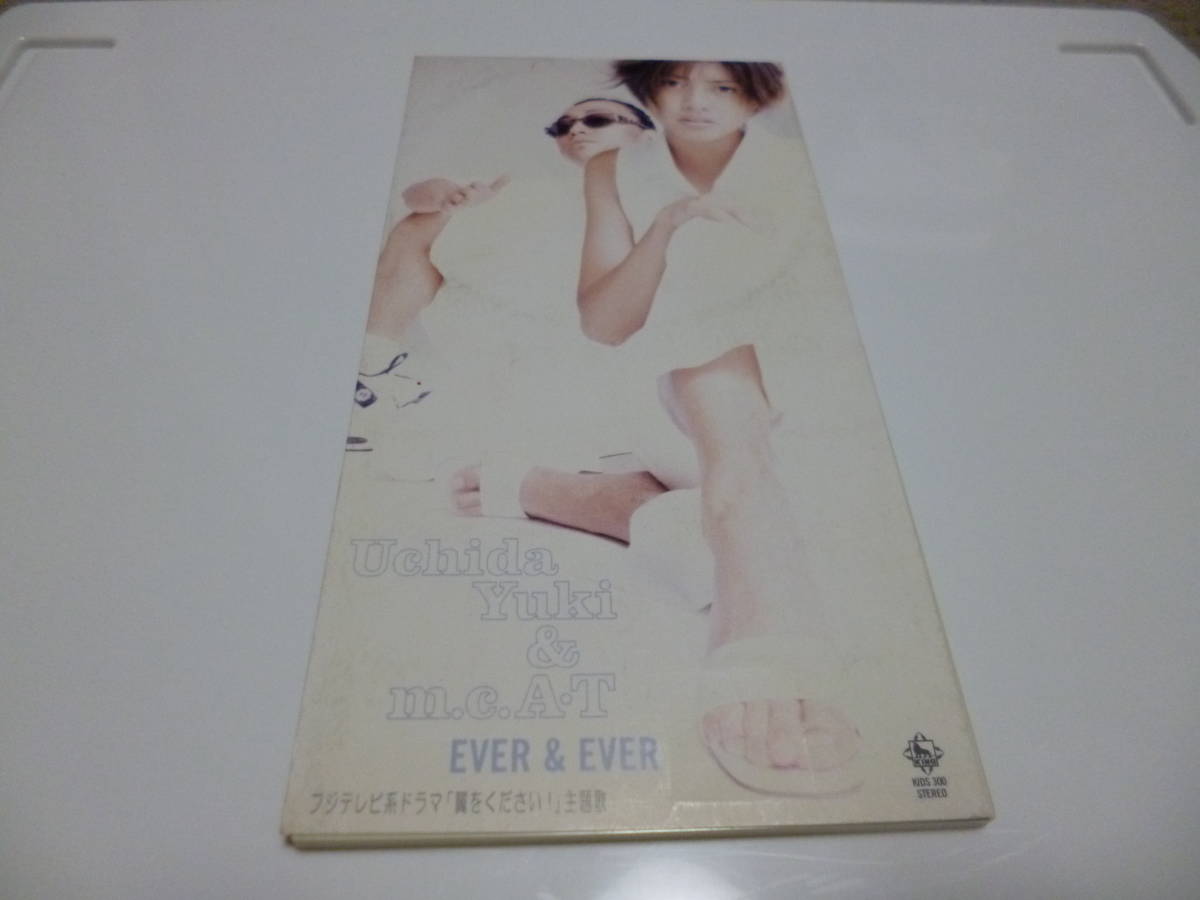 Uchida
Yuki
&
m.c.A·T
EVER & EVER
フジテレビ系ドラマ「翼をください!」主題歌
KING
KIDS 300
STEREO